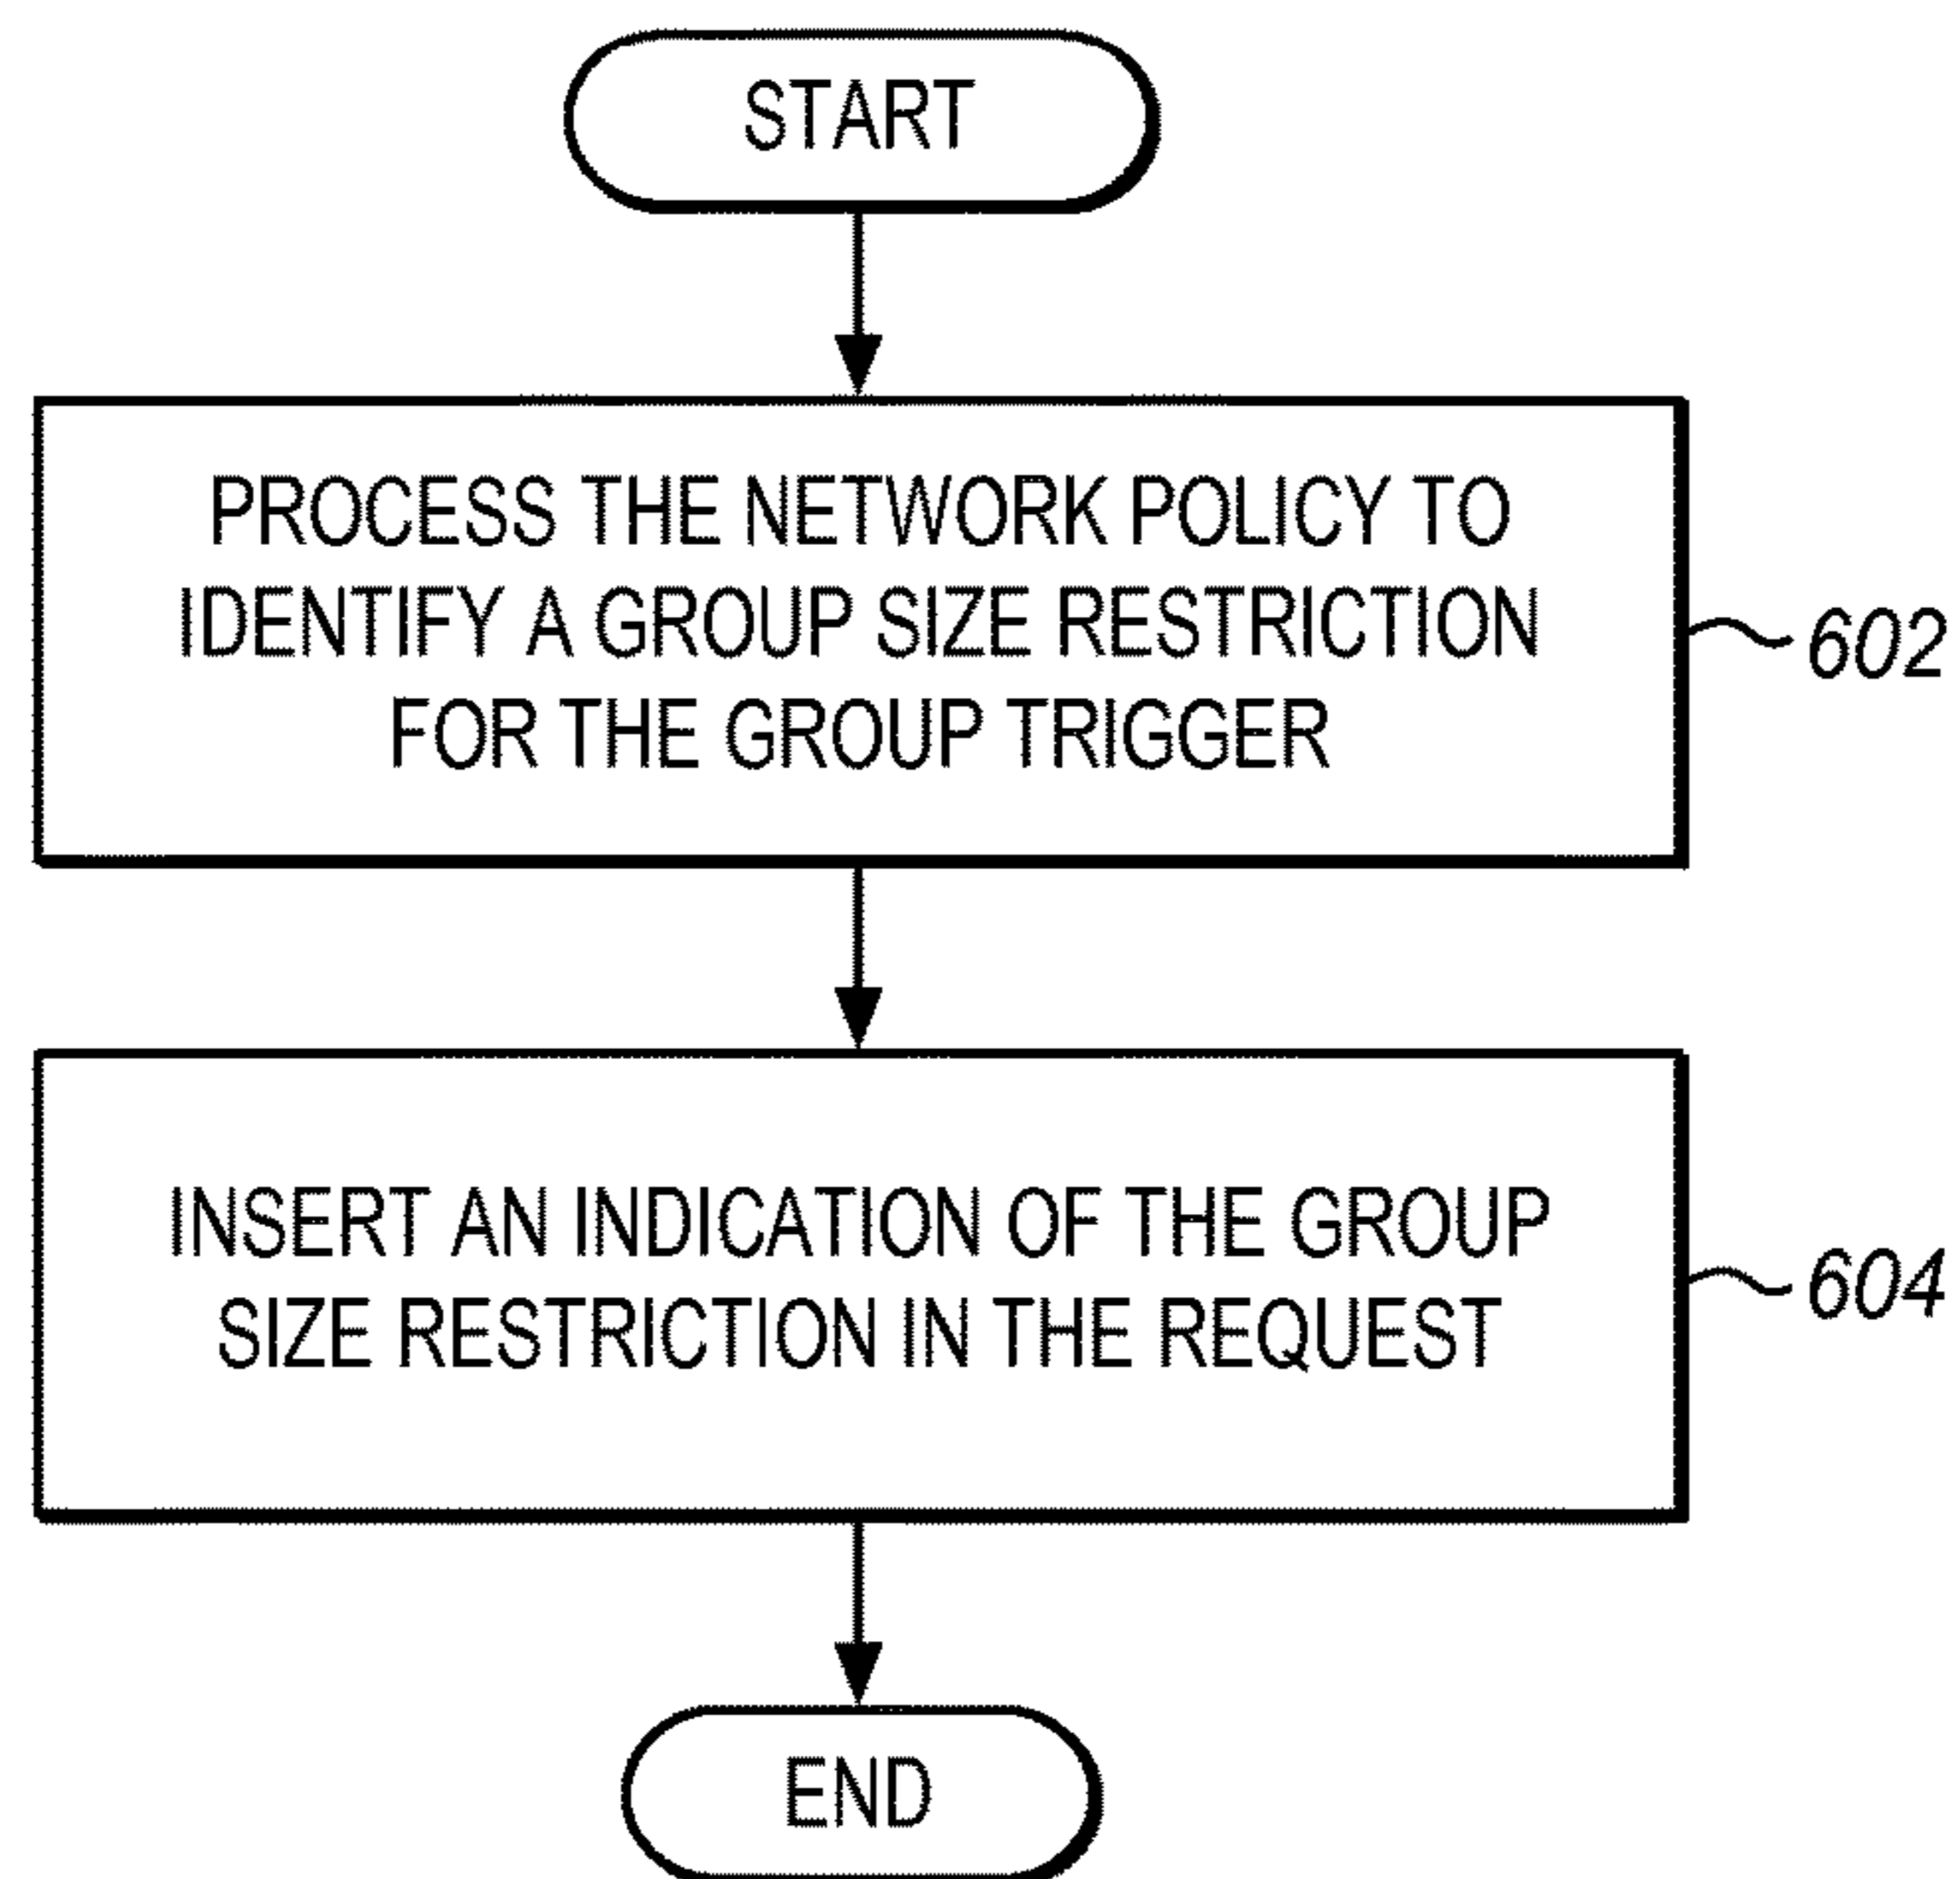 START
PROCESS THE NETWORK POLICY TO
IDENTIFY A GROUP SIZE RESTRICTION
FOR THE GROUP TRIGGER
602
INSERT AN INDICATION OF THE GROUP
SIZE RESTRICTION IN THE REQUEST
604
END